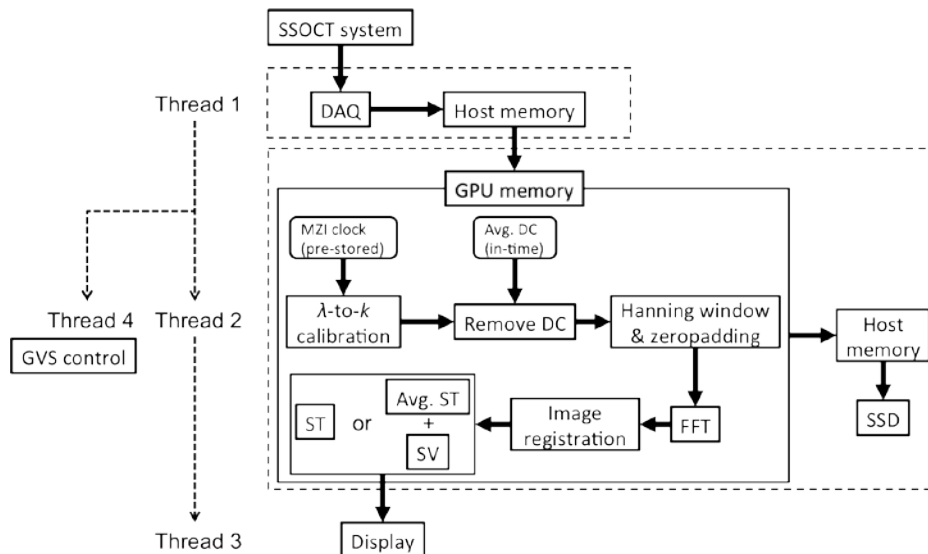 SSOCT system
Thread 1
DAQ
Host memory
GPU memory
MZI clock
(pre-stored)
Avg. DC
(in-time)
Thread 4
Thread 2
GVS control
λ-to-k
calibration
Remove DC
Hanning window
& zeropadding
Host
memory
SSD
ST
or
Avg. ST
+
SV
Image
registration
FFT
Thread 3
Display